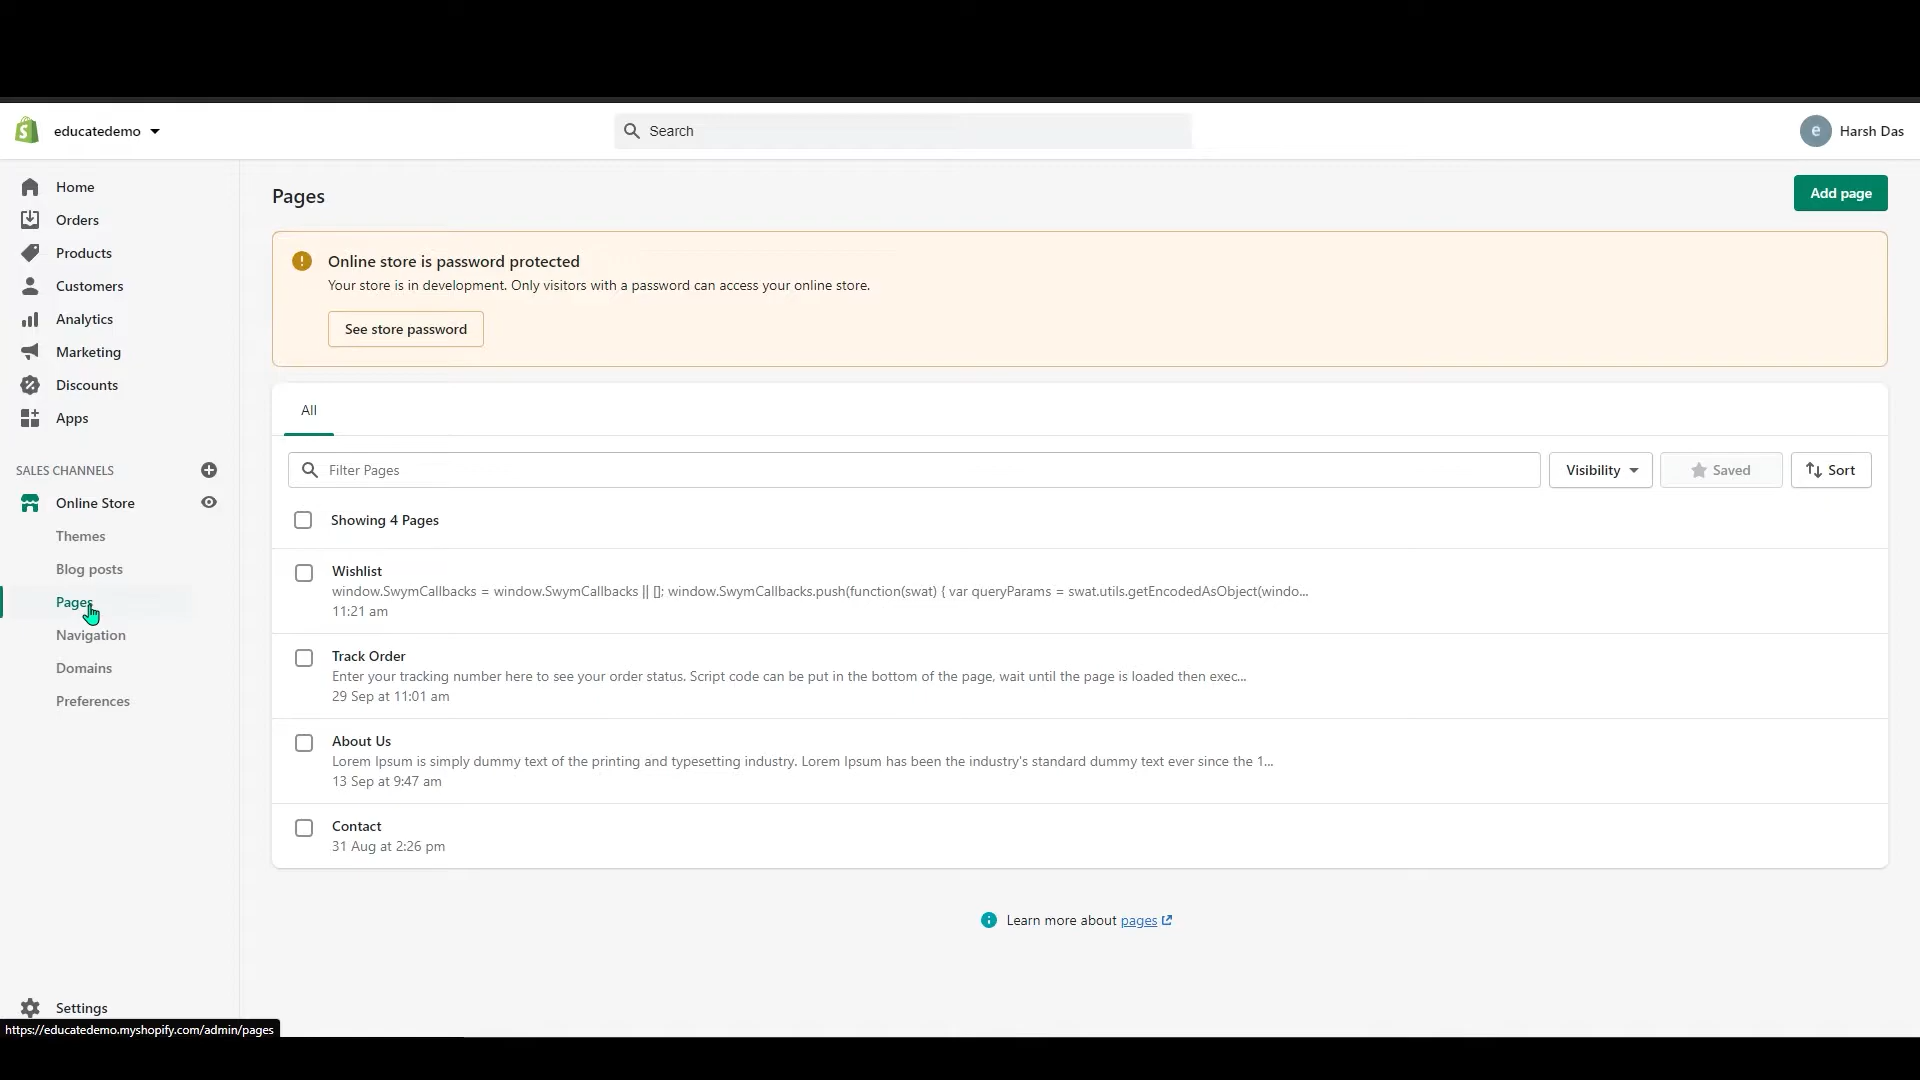 educatedemo
Search
e
Harsh Das
Home
Orders
Products
Customers
Analytics
Marketing
Discounts
Apps
SALES CHANNELS
Online Store
Themes
Blog posts
Pages
Navigation
Domains
Preferences
Settings
https://educatedemo.myshopify.com/admin/pages
Pages
Add page
Online store is password protected
Your store is in development. Only visitors with a password can access your online store.
See store password
All
Filter Pages
Visibility
Saved
Sort
Showing 4 Pages
Wishlist
window.SwymCallbacks = window.SwymCallbacks || []; window.SwymCallbacks.push(function(swat) { var queryParams = swat.utils.getEncodedAsObject(windo...
11:21 am
Track Order
Enter your tracking number here to see your order status. Script code can be put in the bottom of the page, wait until the page is loaded then exec...
29 Sep at 11:01 am
About Us
Lorem Ipsum is simply dummy text of the printing and typesetting industry. Lorem Ipsum has been the industry's standard dummy text ever since the 1...
13 Sep at 9:47 am
Contact
31 Aug at 2:26 pm
Learn more about pages